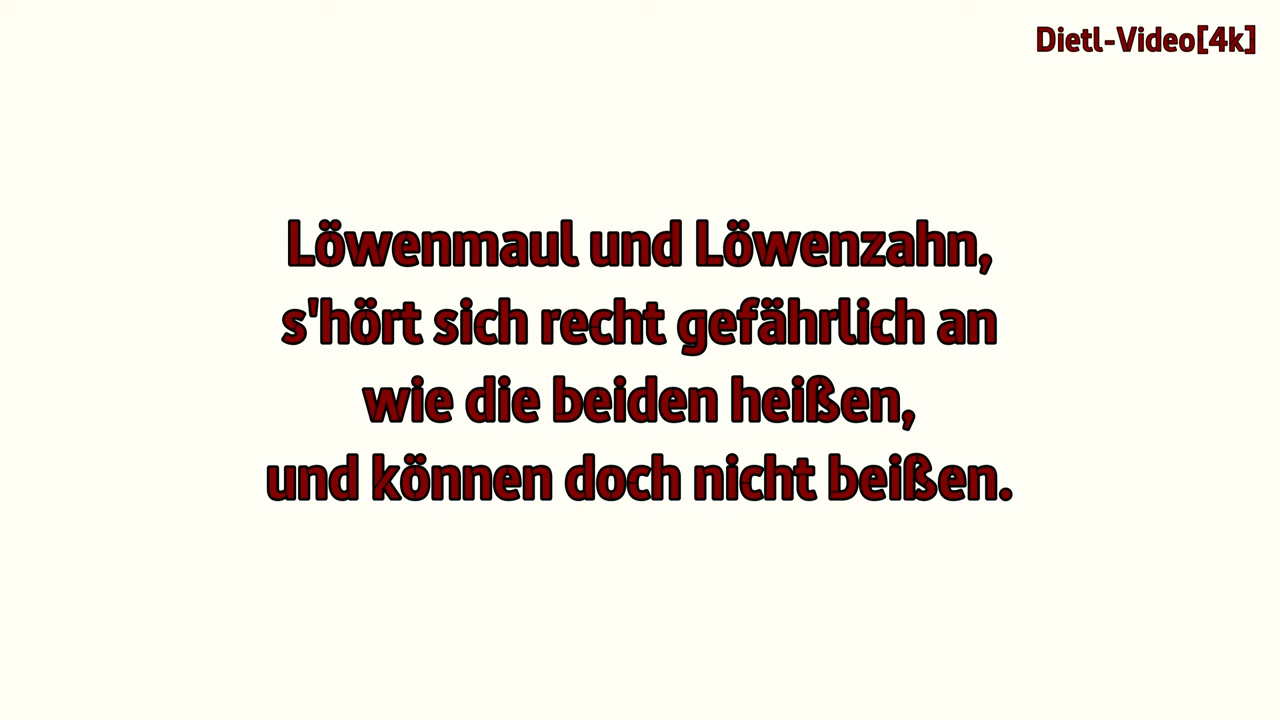 Dietl-Video[4k]
Löwenmaul und Löwenzahn,
s'hört sich recht gefährlich an
wie die beiden heißen,
und können doch nicht beißen.